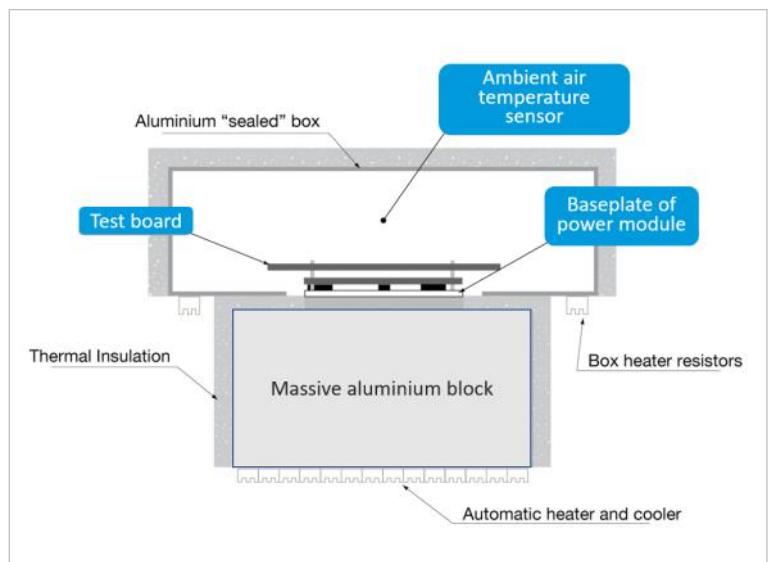 Ambient air
temperature
sensor
Aluminium “sealed” box
Test board
Baseplate of
power module
Thermal Insulation
Box heater resistors
Massive aluminium block
Automatic heater and cooler